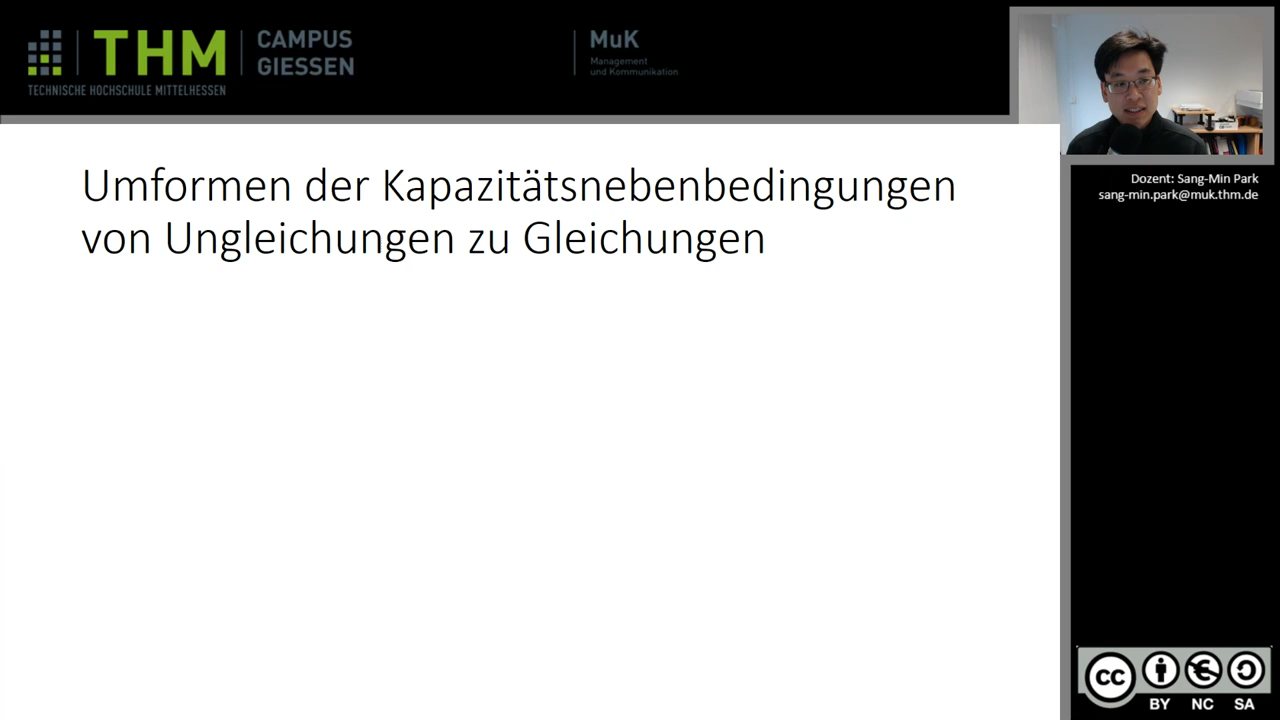 THM
CAMPUS
GIESSEN
TECHNISCHE HOCHSCHULE MITTELHESSEN
MuK
Management
und Kommunikation
Dozent: Sang-Min Park
sang-min.park@muk.thm.de
Umformen der Kapazitätsnebenbedingungen
von Ungleichungen zu Gleichungen
CC
BY NC SA